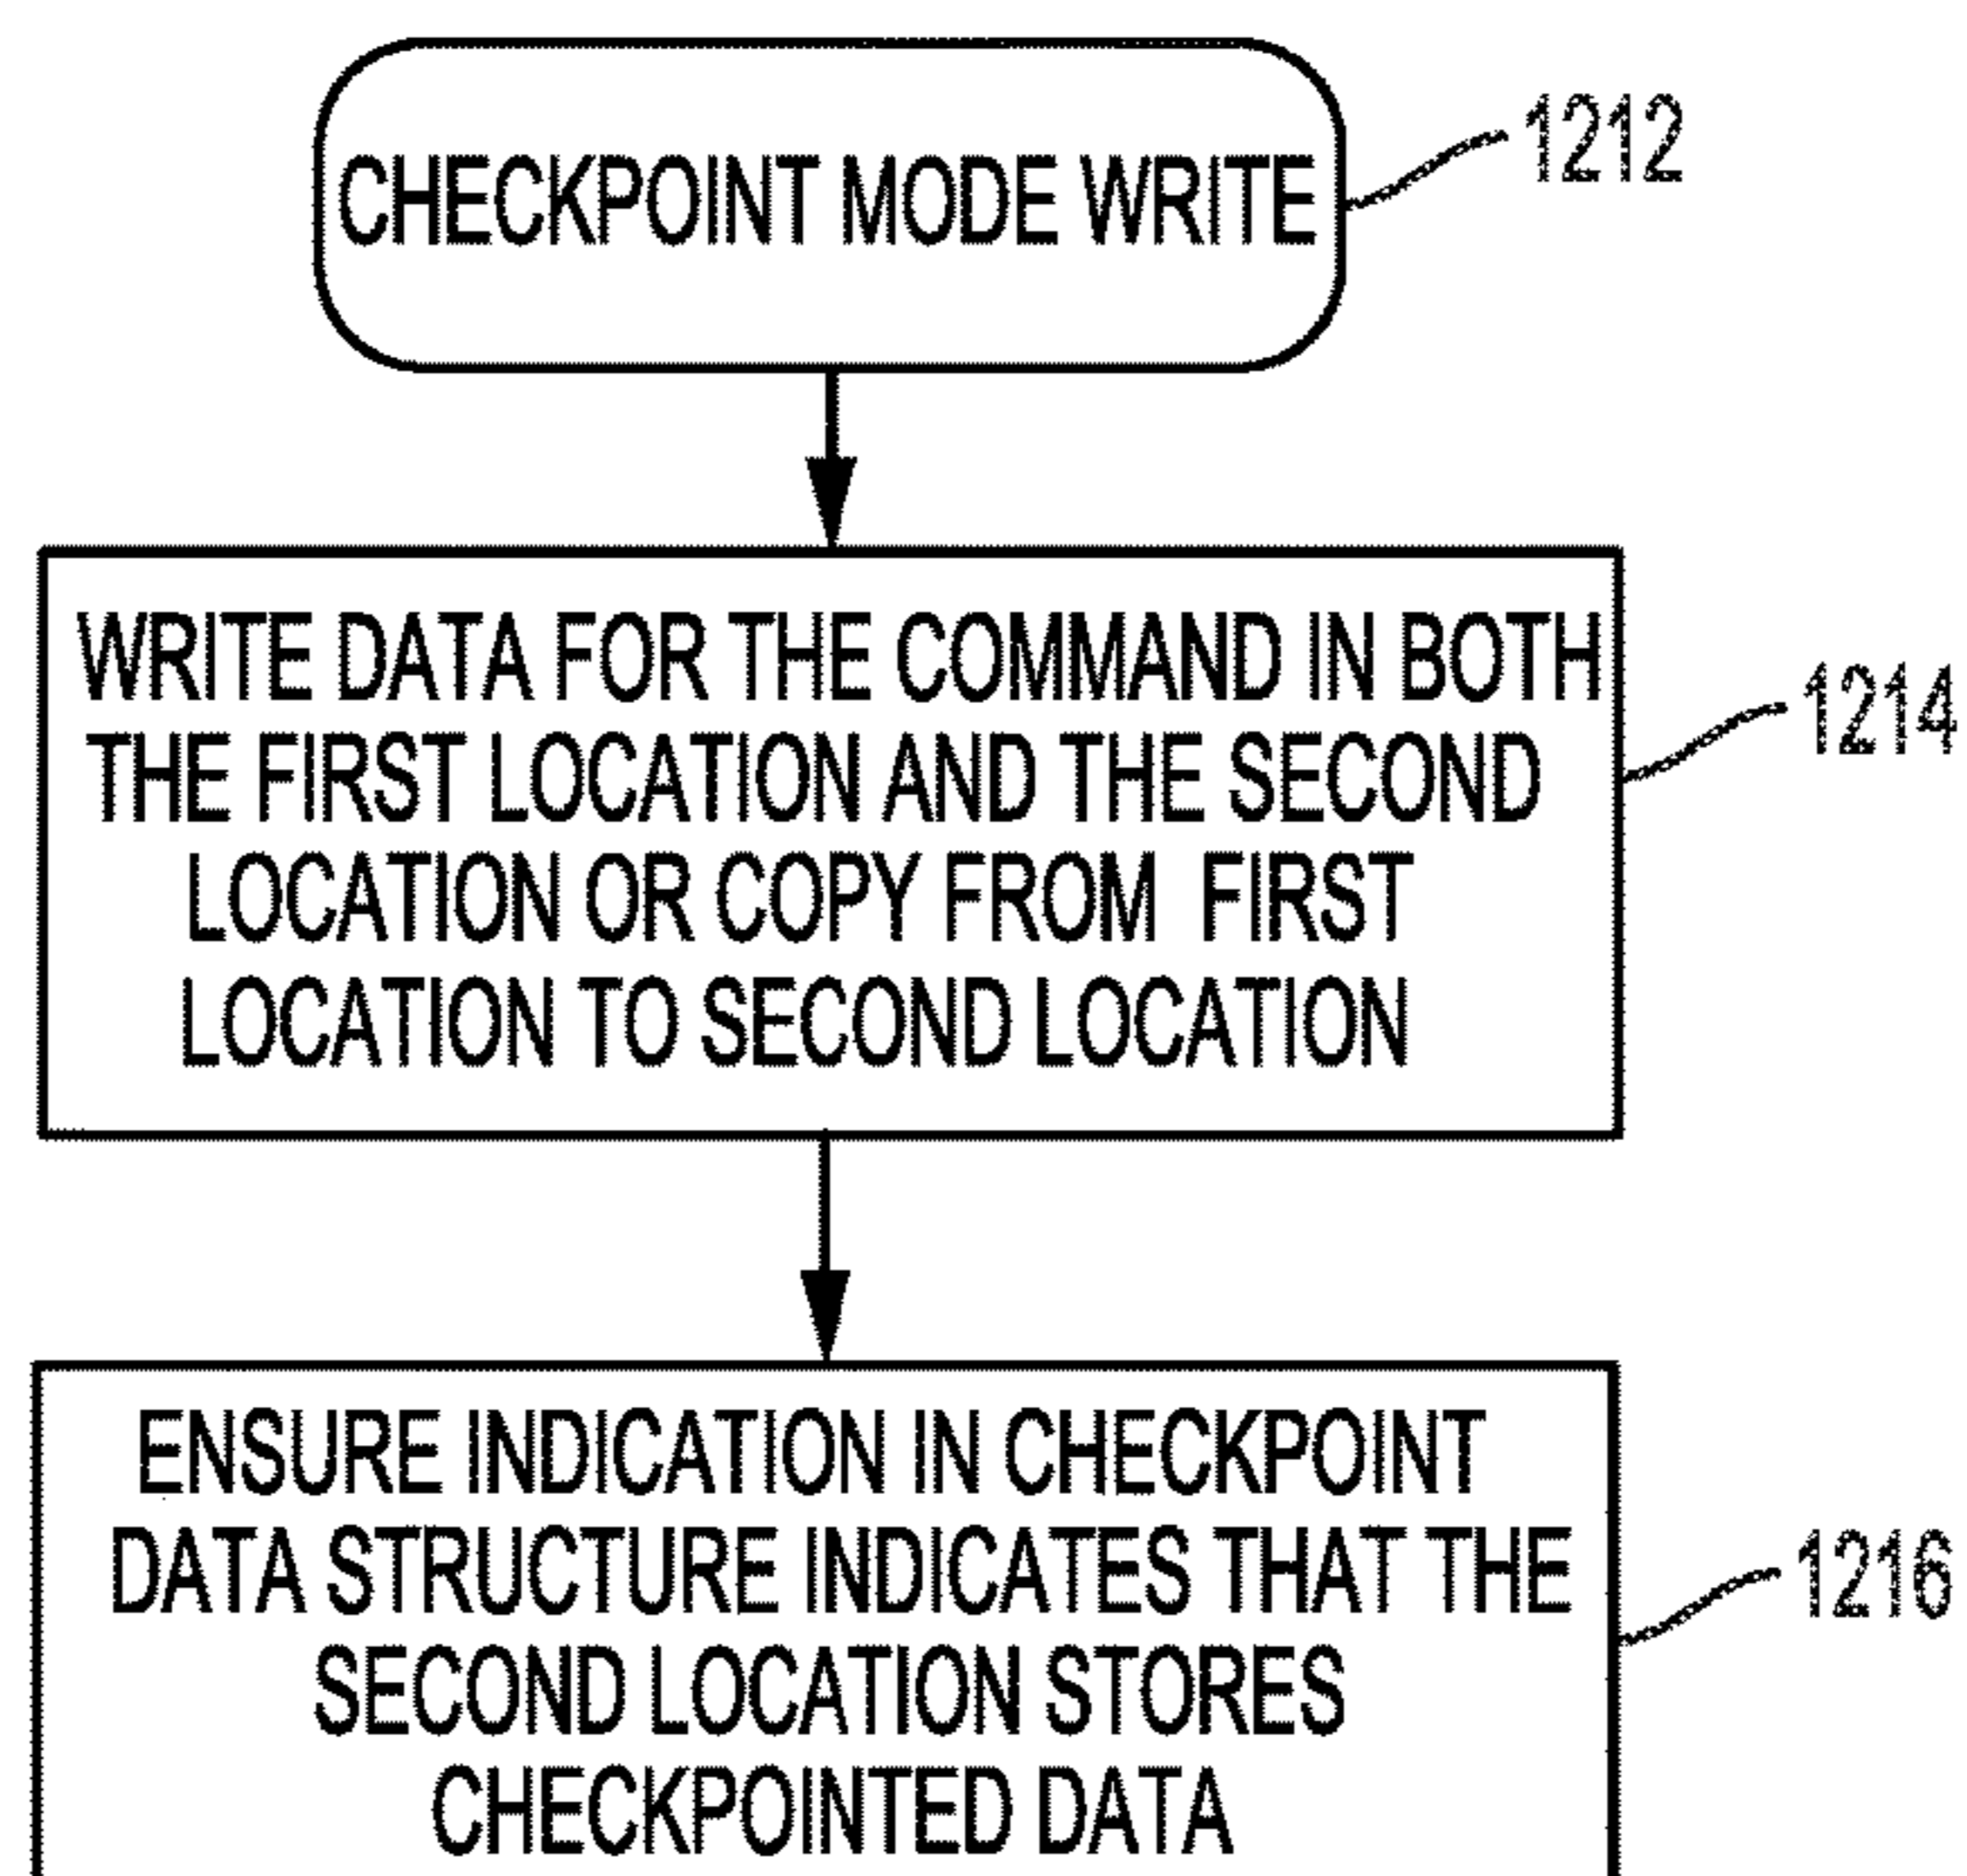 CHECKPOINT MODE WRITE
1212
WRITE DATA FOR THE COMMAND IN BOTH
THE FIRST LOCATION AND THE SECOND
LOCATION OR COPY FROM FIRST
LOCATION TO SECOND LOCATION
1214
ENSURE INDICATION IN CHECKPOINT
DATA STRUCTURE INDICATES THAT THE
SECOND LOCATION STORES
CHECKPOINTED DATA
1216